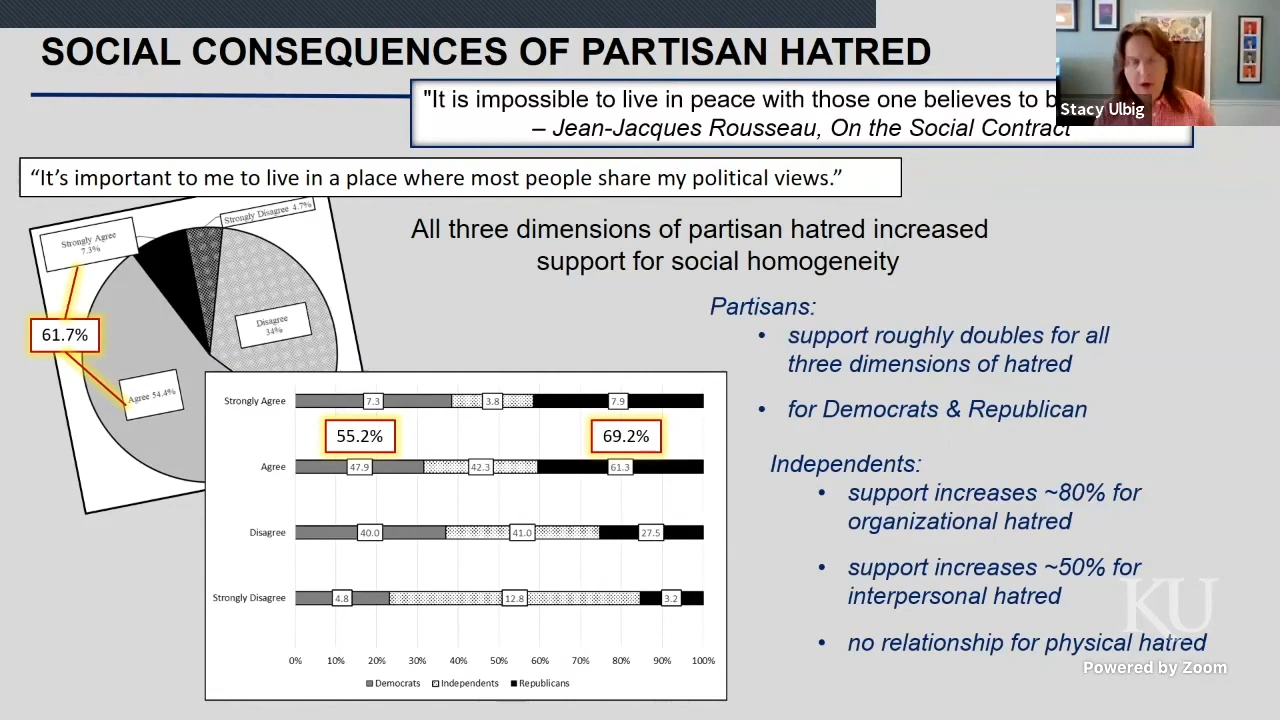 SOCIAL CONSEQUENCES OF PARTISAN HATRED
"It is impossible to live in peace with those one believes to b
– Jean-Jacques Rousseau, On the Social Contract
Stacy Ulbig
“It’s important to me to live in a place where most people share my political views.”
Strongly Agree
7.3%
Strongly Disagree 4.7%
Disagree
34%
61.7%
Agree 54.4%
All three dimensions of partisan hatred increased
support for social homogeneity
Partisans:
• support roughly doubles for all
three dimensions of hatred
• for Democrats & Republican
Independents:
• support increases ~80% for
organizational hatred
• support increases ~50% for
interpersonal hatred
• no relationship for physical hatred
Strongly Agree 7.3 3.8 7.9
55.2% 69.2%
Agree 47.9 42.3 61.3
Disagree 40.0 41.0 27.5
Strongly Disagree 4.8 12.8 3.2
0% 10% 20% 30% 40% 50% 60% 70% 80% 90% 100%
Democrats Independents Republicans
KU
Powered by Zoom